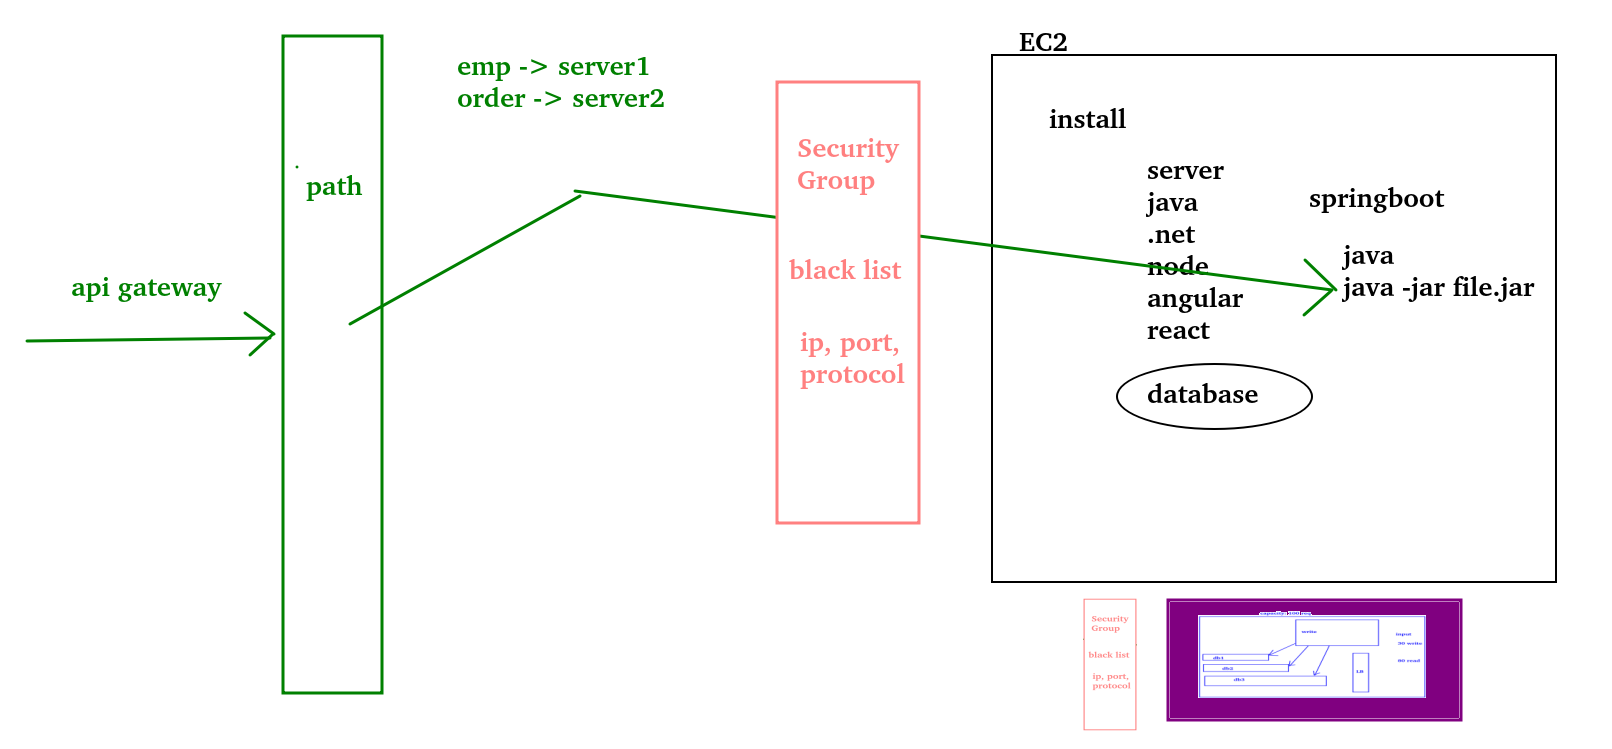 EC2
emp -> server1
order -> server2
install
Security
Group
server
java
.net
node
angular
react
springboot
path
java
java -jar file.jar
black list
api gateway
ip, port,
protocol
database
Security
Group
black list
ip, port,
protocol
write
input
30 write
80 read
db1
db2
db3
LB